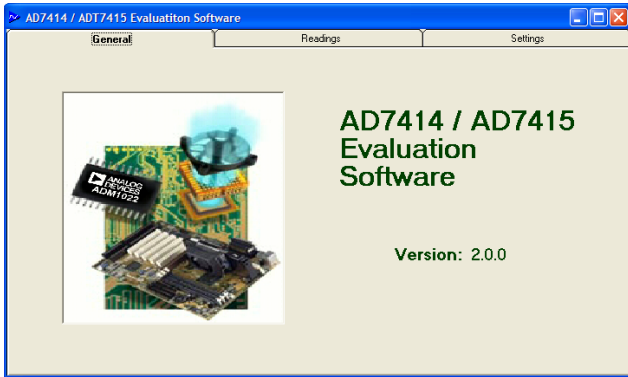 AD7414 / ADT7415 Evaluatiton Software
General Readings Settings
AD7414 / AD7415
Evaluation
Software
ANALOG
DEVICES
ADM1022
Version: 2.0.0